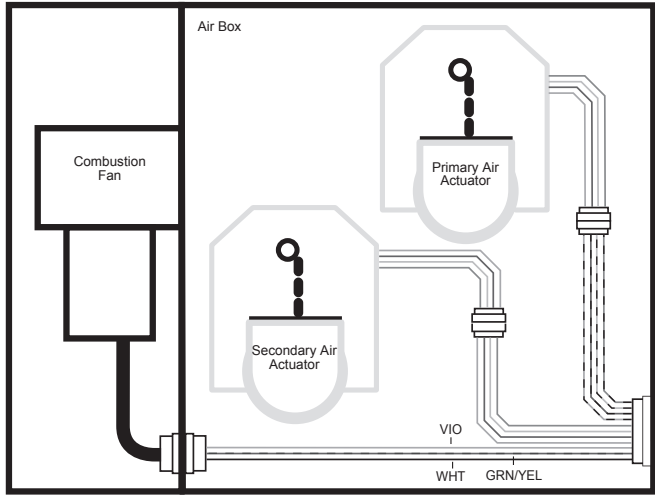 Air Box
Combustion
Fan
Primary Air
Actuator
Secondary Air
Actuator
VIO
WHT
GRN/YEL